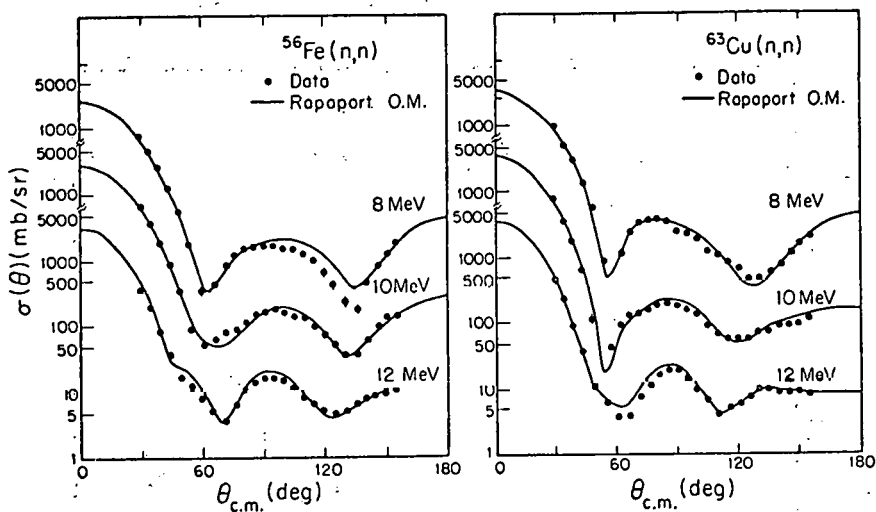 ⁵⁶Fe(n,n)
• Data
— Rapaport O.M.
5000
1000
5000
1000
5000
1000
500
100
50
10
5
1
8 MeV
10 MeV
12 MeV
0
60
120
180
σ(θ)(mb/sr)
θc.m.(deg)
⁶³Cu(n,n)
• Data
— Rapaport O.M.
5000
1000
5000
1000
5000
1000
500
100
50
10
5
1
8 MeV
10 MeV
12 MeV
0
60
120
180
θc.m.(deg)